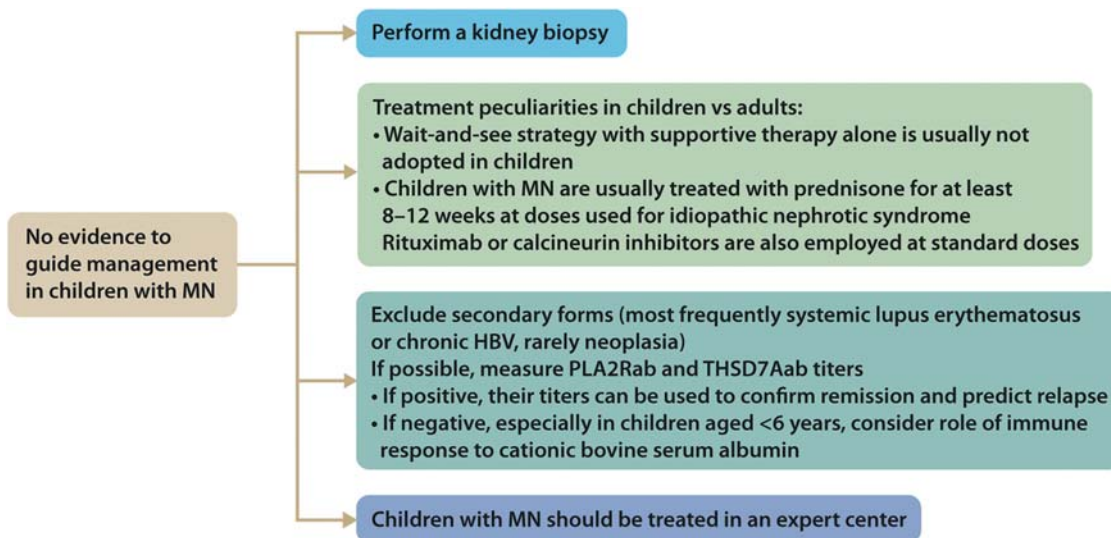 Perform a kidney biopsy
Treatment peculiarities in children vs adults:
• Wait-and-see strategy with supportive therapy alone is usually not
adopted in children
• Children with MN are usually treated with prednisone for at least
8–12 weeks at doses used for idiopathic nephrotic syndrome
Rituximab or calcineurin inhibitors are also employed at standard doses
No evidence to
guide management
in children with MN
Exclude secondary forms (most frequently systemic lupus erythematosus
or chronic HBV, rarely neoplasia)
If possible, measure PLA2Rab and THSD7Aab titers
• If positive, their titers can be used to confirm remission and predict relapse
• If negative, especially in children aged <6 years, consider role of immune
response to cationic bovine serum albumin
Children with MN should be treated in an expert center